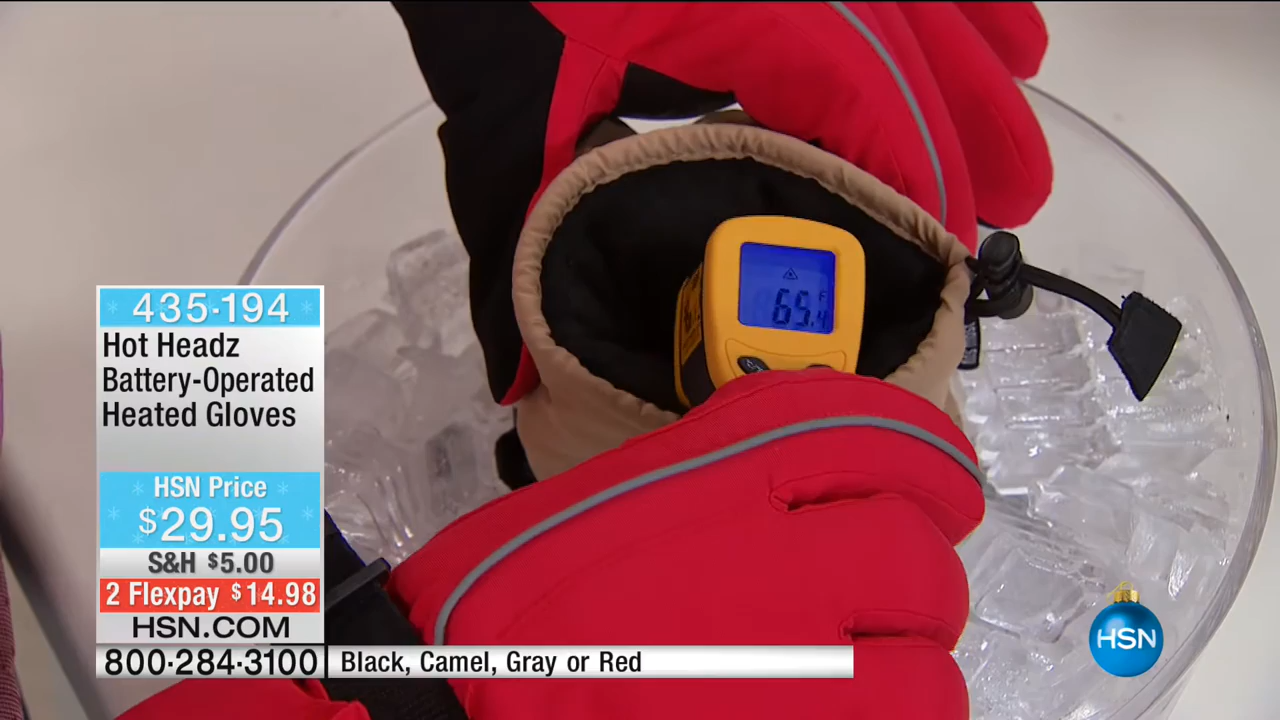 435-194
Hot Headz
Battery-Operated
Heated Gloves
HSN Price
$29.95
S&H $5.00
2 Flexpay $14.98
HSN.COM
800·284·3100
Black, Camel, Gray or Red
65.4
HSN